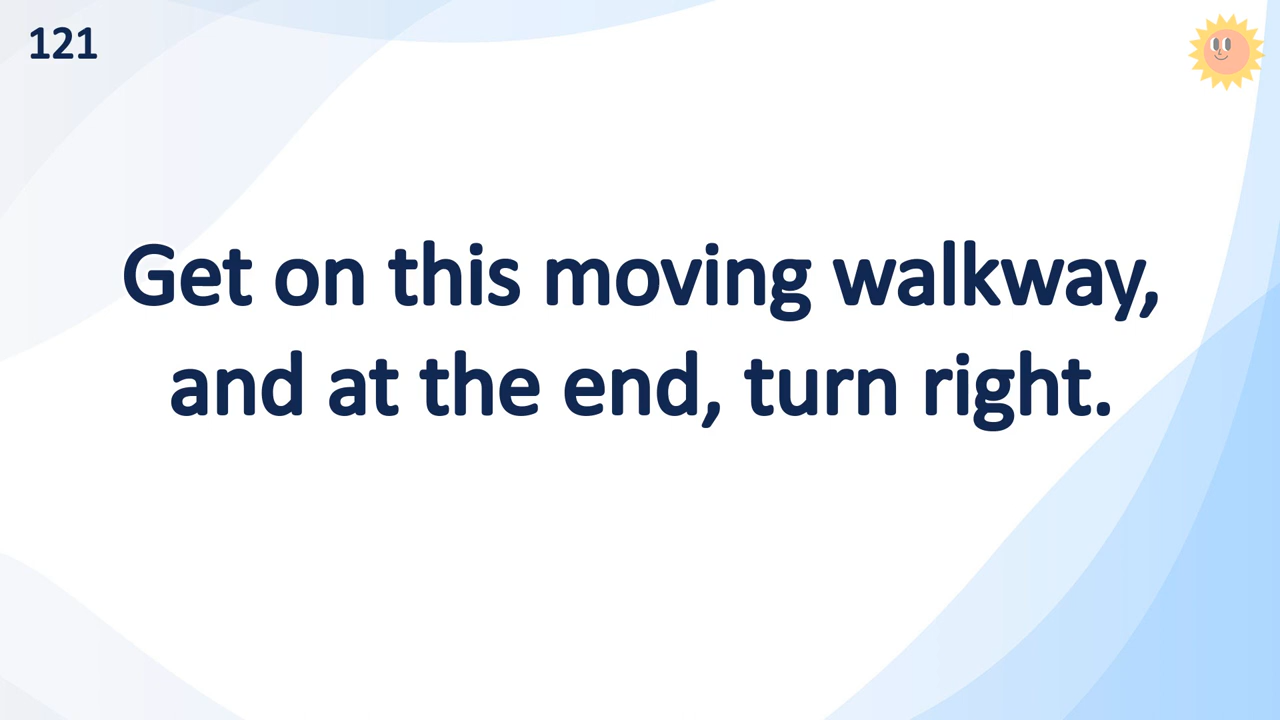 121
Get on this moving walkway,
and at the end, turn right.